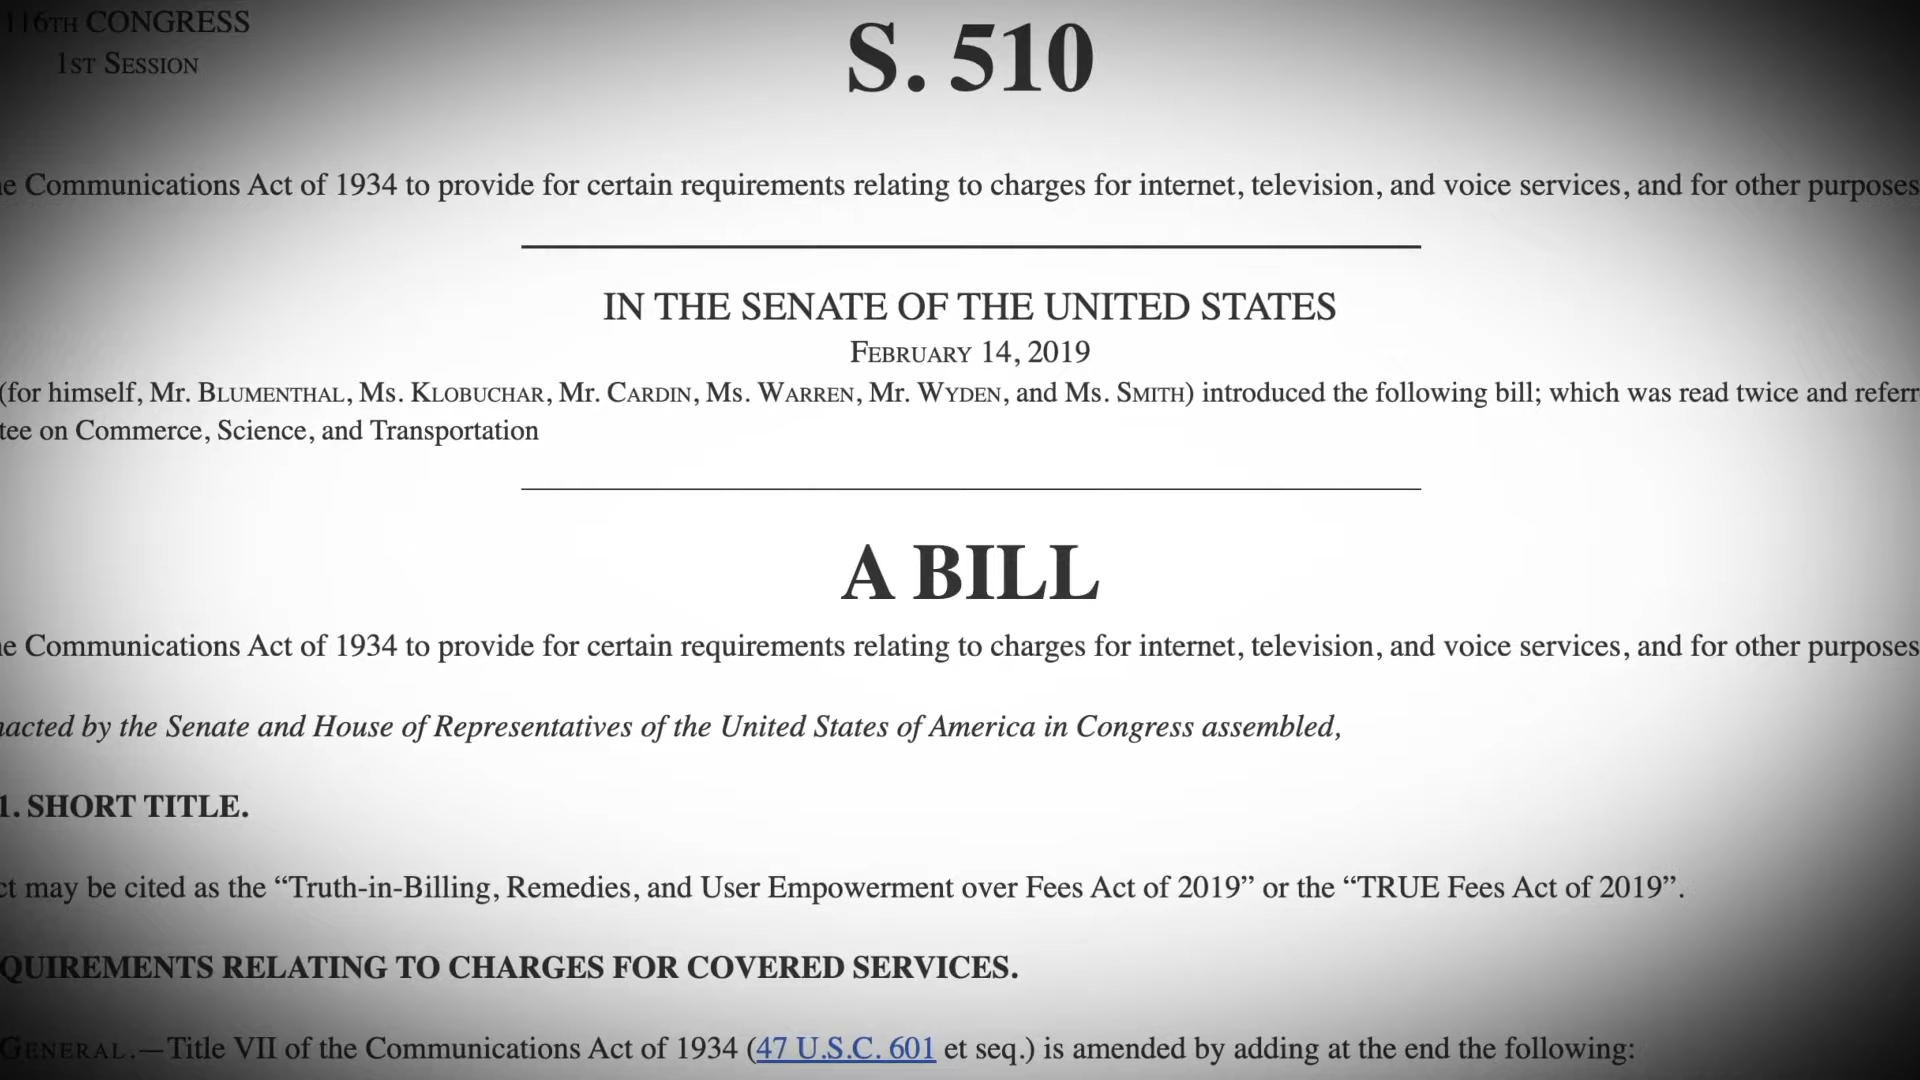 116TH CONGRESS
1ST SESSION
S. 510
e Communications Act of 1934 to provide for certain requirements relating to charges for internet, television, and voice services, and for other purposes
IN THE SENATE OF THE UNITED STATES
FEBRUARY 14, 2019
(for himself, Mr. BLUMENTHAL, Ms. KLOBUCHAR, Mr. CARDIN, Ms. WARREN, Mr. WYDEN, and Ms. SMITH) introduced the following bill; which was read twice and referr
tee on Commerce, Science, and Transportation
A BILL
e Communications Act of 1934 to provide for certain requirements relating to charges for internet, television, and voice services, and for other purposes
nacted by the Senate and House of Representatives of the United States of America in Congress assembled,
1. SHORT TITLE.
ct may be cited as the “Truth-in-Billing, Remedies, and User Empowerment over Fees Act of 2019” or the “TRUE Fees Act of 2019”.
QUIREMENTS RELATING TO CHARGES FOR COVERED SERVICES.
GENERAL.—Title VII of the Communications Act of 1934 (47 U.S.C. 601 et seq.) is amended by adding at the end the following: